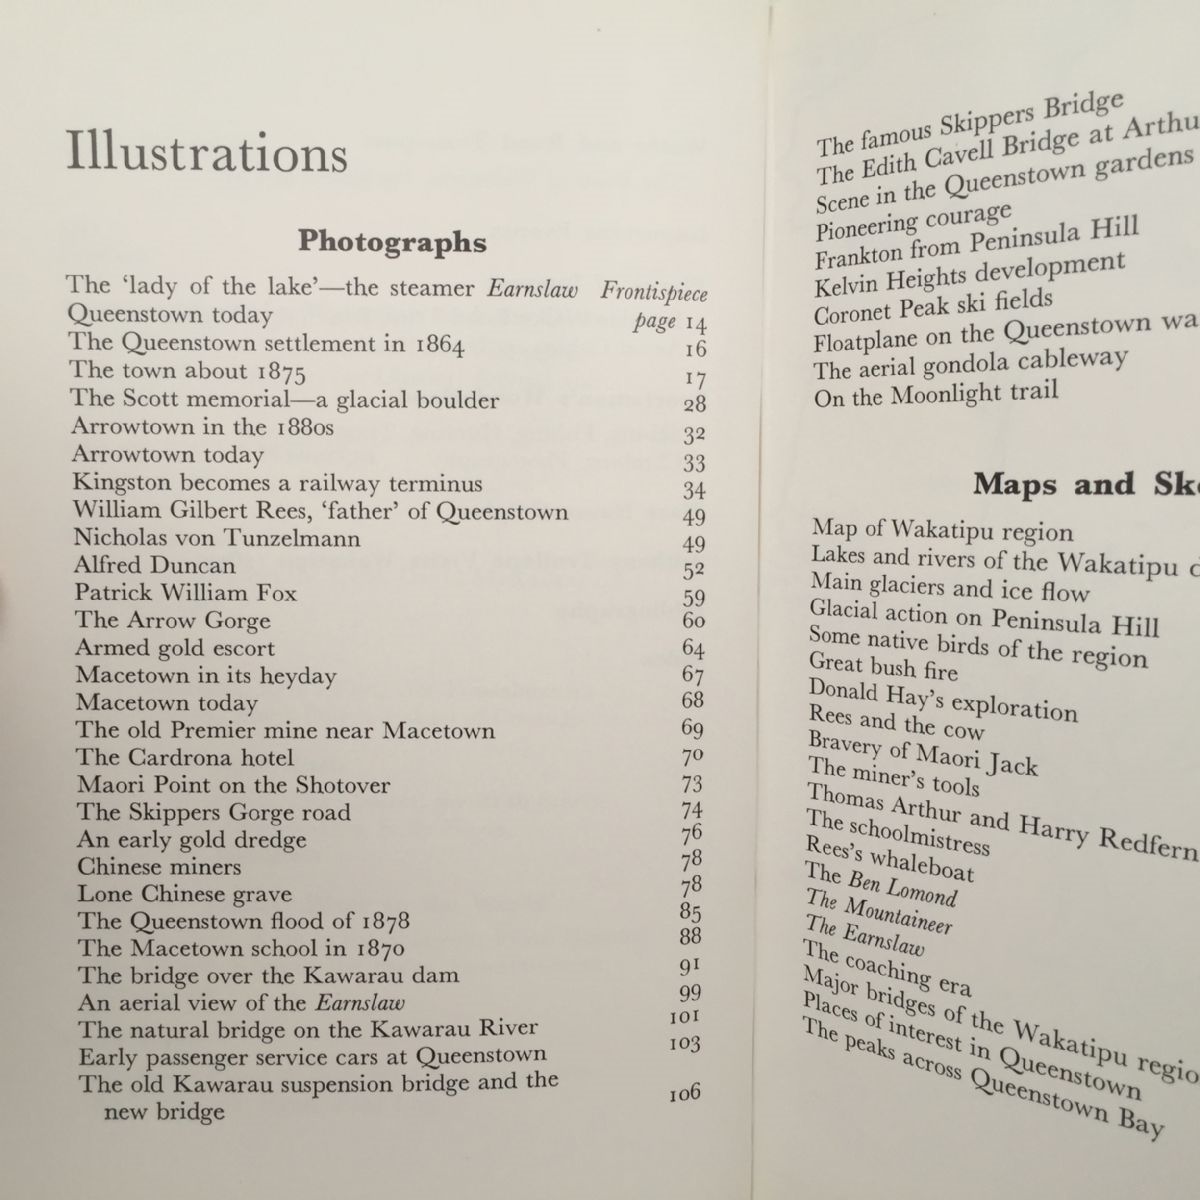 Illustrations
Photographs
The ‘lady of the lake’—the steamer Earnslaw Frontispiece
Queenstown today page 14
The Queenstown settlement in 1864 16
The town about 1875 17
The Scott memorial—a glacial boulder 28
Arrowtown in the 1880s 32
Arrowtown today 33
Kingston becomes a railway terminus 34
William Gilbert Rees, ‘father’ of Queenstown 49
Nicholas von Tunzelmann 49
Alfred Duncan 52
Patrick William Fox 59
The Arrow Gorge 60
Armed gold escort 64
Macetown in its heyday 67
Macetown today 68
The old Premier mine near Macetown 69
The Cardrona hotel 70
Maori Point on the Shotover 73
The Skippers Gorge road 74
An early gold dredge 76
Chinese miners 78
Lone Chinese grave 78
The Queenstown flood of 1878 85
The Macetown school in 1870 88
The bridge over the Kawarau dam 91
An aerial view of the Earnslaw 99
The natural bridge on the Kawarau River 101
Early passenger service cars at Queenstown 103
The old Kawarau suspension bridge and the
new bridge 106
The famous Skippers Bridge
The Edith Cavell Bridge at Arthu
Scene in the Queenstown gardens
Pioneering courage
Frankton from Peninsula Hill
Kelvin Heights development
Coronet Peak ski fields
Floatplane on the Queenstown wa
The aerial gondola cableway
On the Moonlight trail
Maps and Sk
Map of Wakatipu region
Lakes and rivers of the Wakatipu
Main glaciers and ice flow
Glacial action on Peninsula Hill
Some native birds of the region
Great bush fire
Donald Hay’s exploration
Rees and the cow
Bravery of Maori Jack
The miner’s tools
Thomas Arthur and Harry Redfern
The schoolmistress
Rees’s whaleboat
The Ben Lomond
The Mountaineer
The Earnslaw
The coaching era
Major bridges of the Wakatipu regio
Places of interest in Queenstown
The peaks across Queenstown Bay